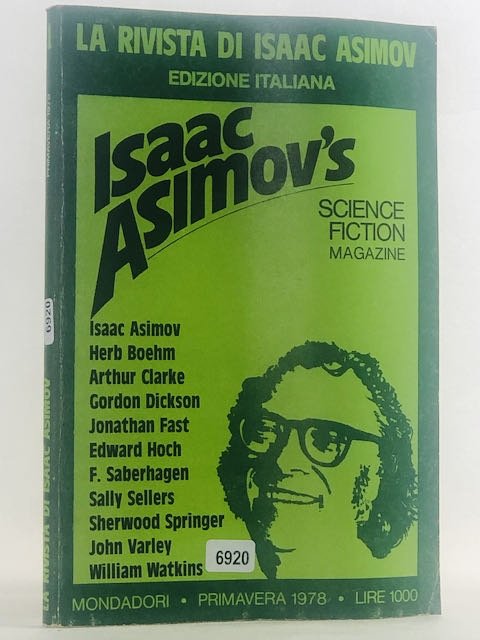 LA RIVISTA DI ISAAC ASIMOV
EDIZIONE ITALIANA
Isaac
Asimov's
SCIENCE
FICTION
MAGAZINE
Isaac Asimov
Herb Boehm
Arthur Clarke
Gordon Dickson
Jonathan Fast
Edward Hoch
F. Saberhagen
Sally Sellers
Sherwood Springer
John Varley
William Watkins
6920
MONDADORI • PRIMAVERA 1978 • LIRE 1000
PRIMAVERA 1978
6920
LA RIVISTA DI ISAAC ASIMOV